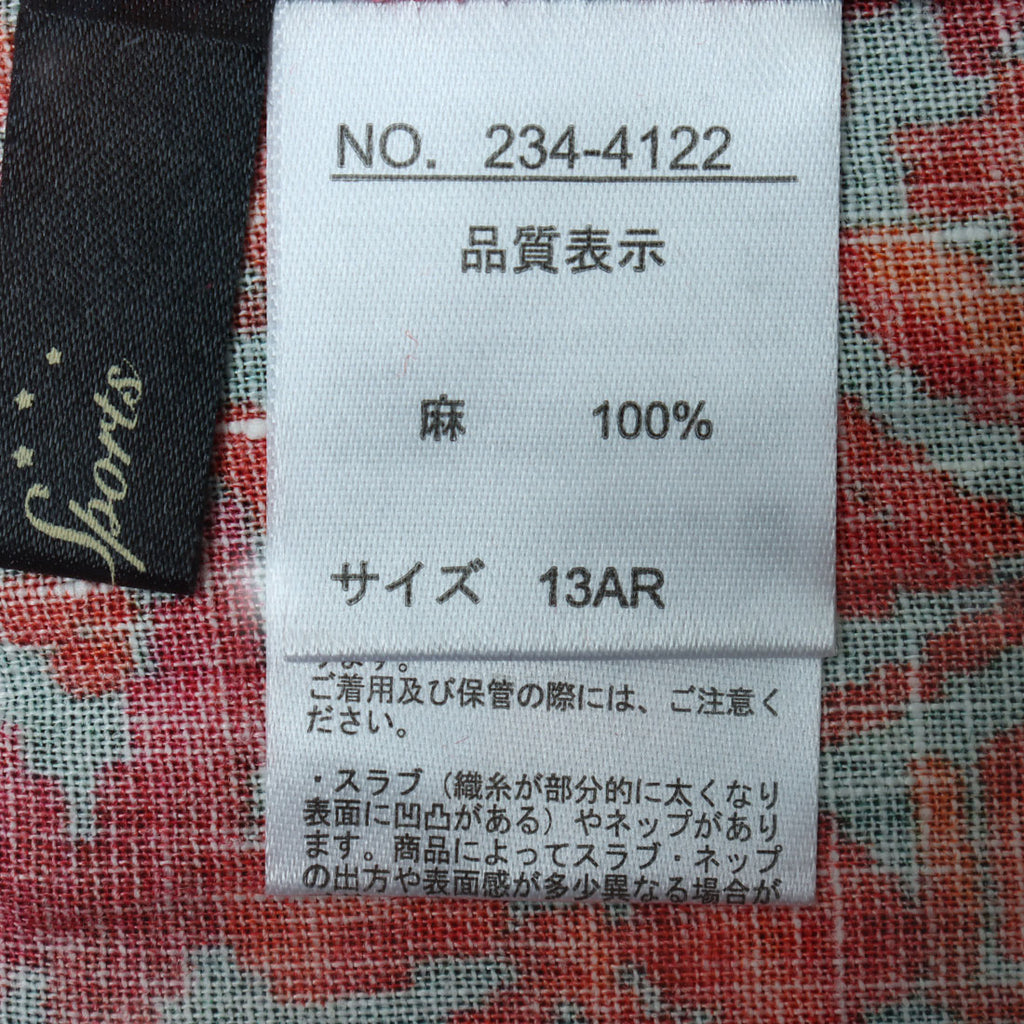 NO. 234-4122
品質表示
麻 100%
サイズ 13AR
ります。
ご着用及び保管の際には、ご注意く
ださい。
・スラブ（織糸が部分的に太くなり
表面に凹凸がある）やネップがあり
ます。商品によってスラブ・ネップ
の出方や表面感が多少異なる場合が
Sports